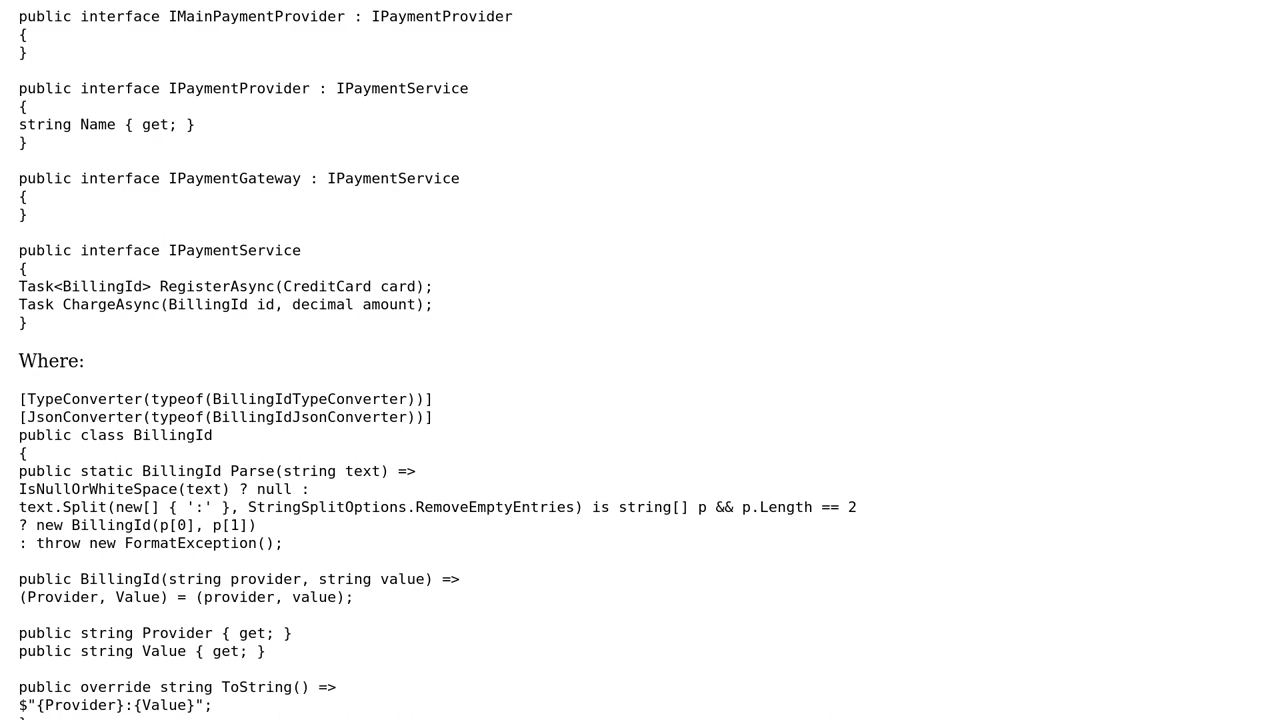 public interface IMainPaymentProvider : IPaymentProvider
{
}
public interface IPaymentProvider : IPaymentService
{
string Name { get; }
}
public interface IPaymentGateway : IPaymentService
{
}
public interface IPaymentService
{
Task<BillingId> RegisterAsync(CreditCard card);
Task ChargeAsync(BillingId id, decimal amount);
}
Where:
[TypeConverter(typeof(BillingIdTypeConverter))]
[JsonConverter(typeof(BillingIdJsonConverter))]
public class BillingId
{
public static BillingId Parse(string text) =>
IsNullOrWhiteSpace(text) ? null :
text.Split(new[] { ':' }, StringSplitOptions.RemoveEmptyEntries) is string[] p && p.Length == 2
? new BillingId(p[0], p[1])
: throw new FormatException();
public BillingId(string provider, string value) =>
(Provider, Value) = (provider, value);
public string Provider { get; }
public string Value { get; }
public override string ToString() =>
$"{Provider}:{Value}";
}